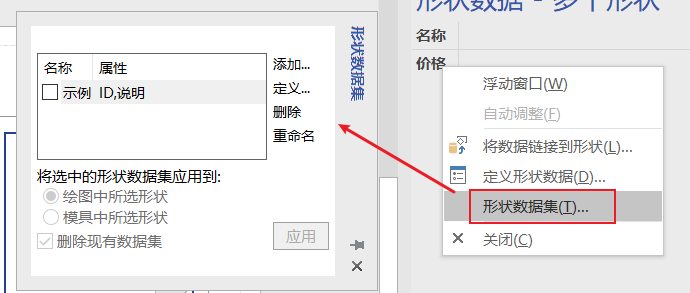 名称 属性
示例 ID,说明
添加...
定义...
删除
重命名
将选中的形状数据集应用到:
绘图中所选形状
模具中所选形状
删除现有数据集
应用
形状数据集
形状数据 - 多个形状
名称
价格
浮动窗口(W)
自动调整(F)
将数据链接到形状(L)...
定义形状数据(D)...
形状数据集(T)...
关闭(C)